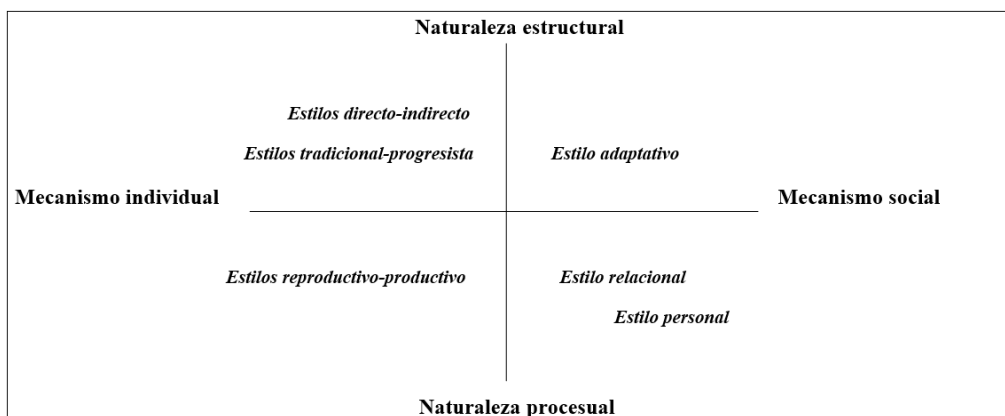 Naturaleza estructural
Estilos directo-indirecto
Estilos tradicional-progresista
Estilo adaptativo
Mecanismo individual
Mecanismo social
Estilos reproductivo-productivo
Estilo relacional
Estilo personal
Naturaleza procesual